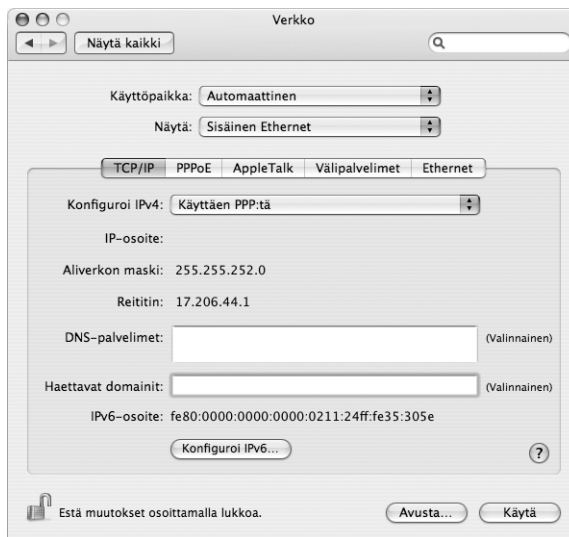 Verkko
Näytä kaikki
Käyttöpaikka: Automaattinen
Näytä: Sisäinen Ethernet
TCP/IP PPPoE AppleTalk Välipalvelimet Ethernet
Konfiguroi IPv4: Käyttäen PPP:tä
IP-osoite:
Aliverkon maski: 255.255.252.0
Reititin: 17.206.44.1
DNS-palvelimet: (Valinnainen)
Haettavat domainit: (Valinnainen)
IPv6-osoite: fe80:0000:0000:0000:0211:24ff:fe35:305e
Konfiguroi IPv6... ?
Estä muutokset osoittamalla lukkoa. Avusta... Käytä